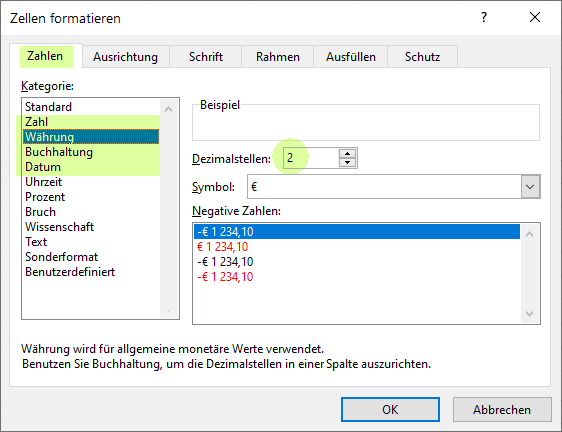 Zellen formatieren
? ×
Zahlen Ausrichtung Schrift Rahmen Ausfüllen Schutz
Kategorie:
Standard
Zahl
Währung
Buchhaltung
Datum
Uhrzeit
Prozent
Bruch
Wissenschaft
Text
Sonderformat
Benutzerdefiniert
Beispiel
Dezimalstellen: 2
Symbol: €
Negative Zahlen:
-€ 1 234,10
€ 1 234,10
-€ 1 234,10
-€ 1 234,10
Währung wird für allgemeine monetäre Werte verwendet.
Benutzen Sie Buchhaltung, um die Dezimalstellen in einer Spalte auszurichten.
OK Abbrechen